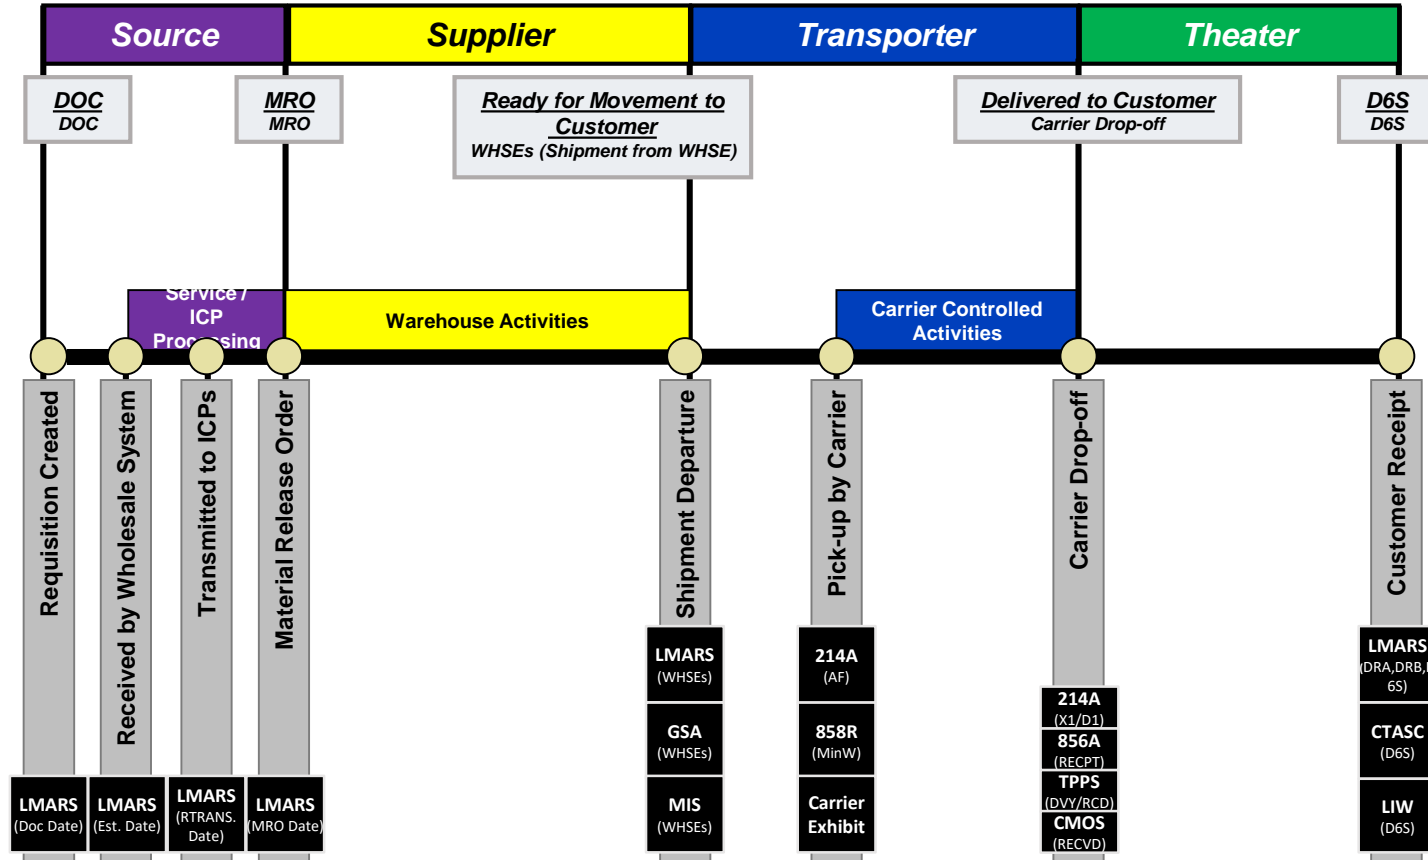 Source
Supplier
Transporter
Theater
DOC
DOC
MRO
MRO
Ready for Movement to
Customer
WHSEs (Shipment from WHSE)
Delivered to Customer
Carrier Drop-off
D6S
D6S
Service /
ICP
Processing
Warehouse Activities
Carrier Controlled
Activities
Requisition Created
Received by Wholesale System
Transmitted to ICPs
Material Release Order
Shipment Departure
Pick-up by Carrier
Carrier Drop-off
Customer Receipt
LMARS
(Doc Date)
LMARS
(Est. Date)
LMARS
(RTRANS.
Date)
LMARS
(MRO Date)
LMARS
(WHSEs)
GSA
(WHSEs)
MIS
(WHSEs)
214A
(AF)
858R
(MinW)
Carrier
Exhibit
214A
(X1/D1)
856A
(RECPT)
TPPS
(DVY/RCD)
CMOS
(RECVD)
LMARS
(DRA,DRB,
6S)
CTASC
(D6S)
LIW
(D6S)